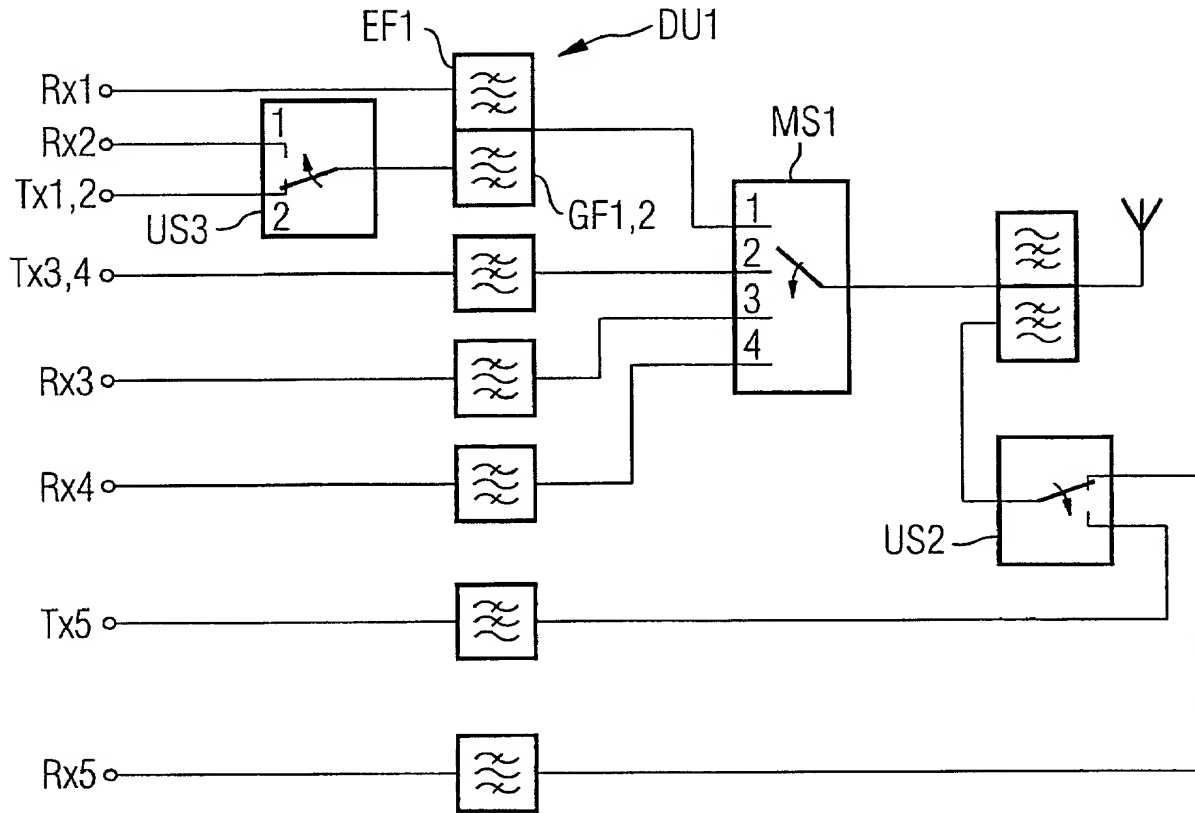 EF1
DU1
Rx1
Rx2
1
Tx1,2
2
US3
GF1,2
MS1
1
2
3
4
Tx3,4
Rx3
Rx4
US2
Tx5
Rx5